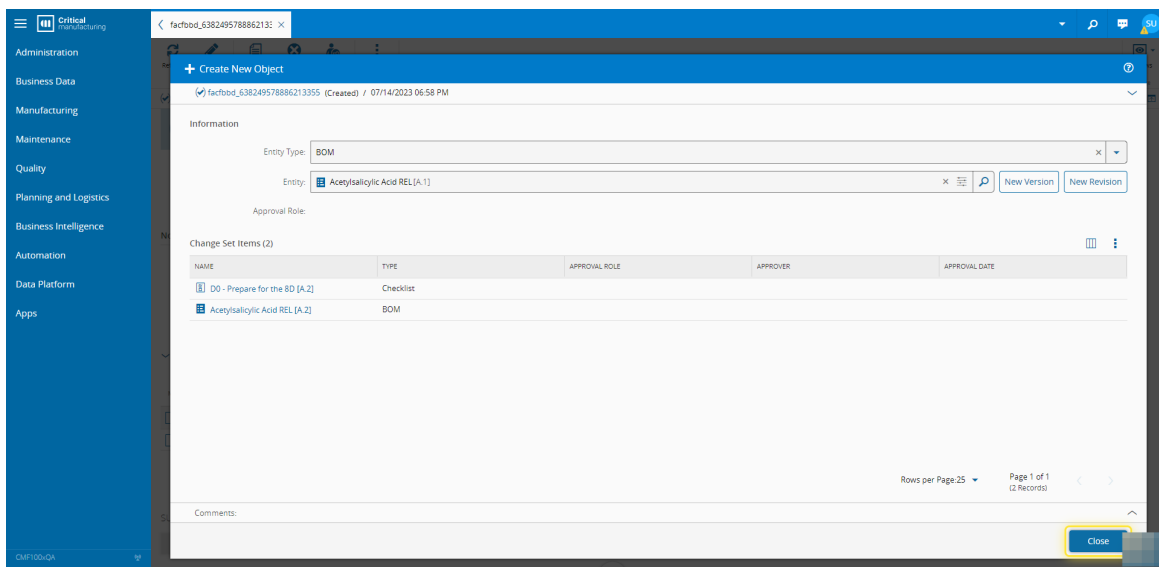 Critical
manufacturing
facfbbd_63824957888621335
SU
Administration
Business Data
Manufacturing
Maintenance
Quality
Planning and Logistics
Business Intelligence
Automation
Data Platform
Apps
CMF100xQA
Create New Object
facfbbd_638249578886213355 (Created) / 07/14/2023 06:58 PM
Information
Entity Type: BOM
Entity: Acetylsalicylic Acid REL [A.1] New Version New Revision
Approval Role:
Change Set Items (2)
NAME TYPE APPROVAL ROLE APPROVER APPROVAL DATE
D0 - Prepare for the 8D [A.2] Checklist
Acetylsalicylic Acid REL [A.2] BOM
Rows per Page:25 Page 1 of 1
(2 Records)
Comments:
Close